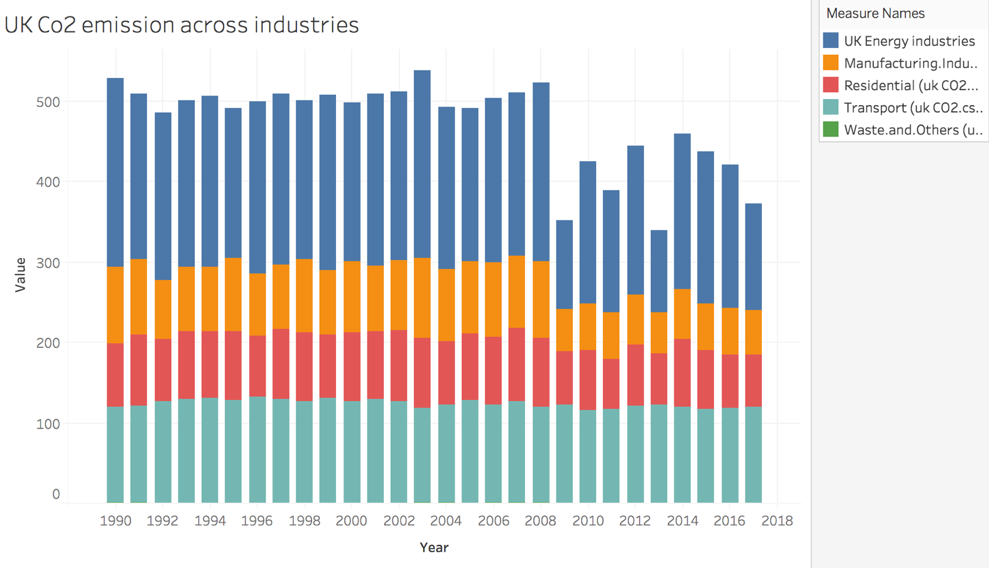 UK Co2 emission across industries
Measure Names
UK Energy industries
Manufacturing.Indu..
Residential (uk CO2...
Transport (uk CO2.cs..
Waste.and.Others (u..
500
400
300
200
100
0
Value
1990 1992 1994 1996 1998 2000 2002 2004 2006 2008 2010 2012 2014 2016 2018
Year